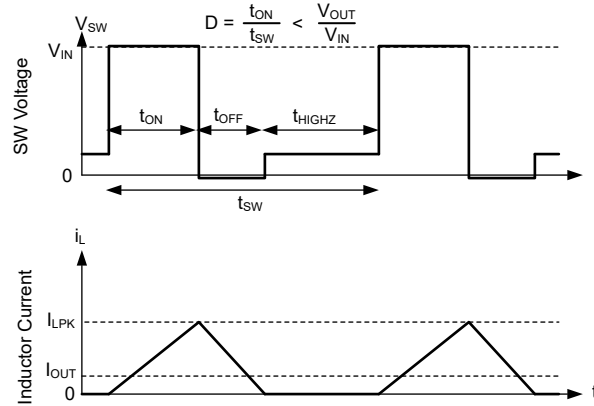 V_SW
D = t_ON / t_SW < V_OUT / V_IN
V_IN
SW Voltage
t_ON
t_OFF
t_HIGHZ
0
t_SW
i_L
Inductor Current
I_LPK
I_OUT
0
t